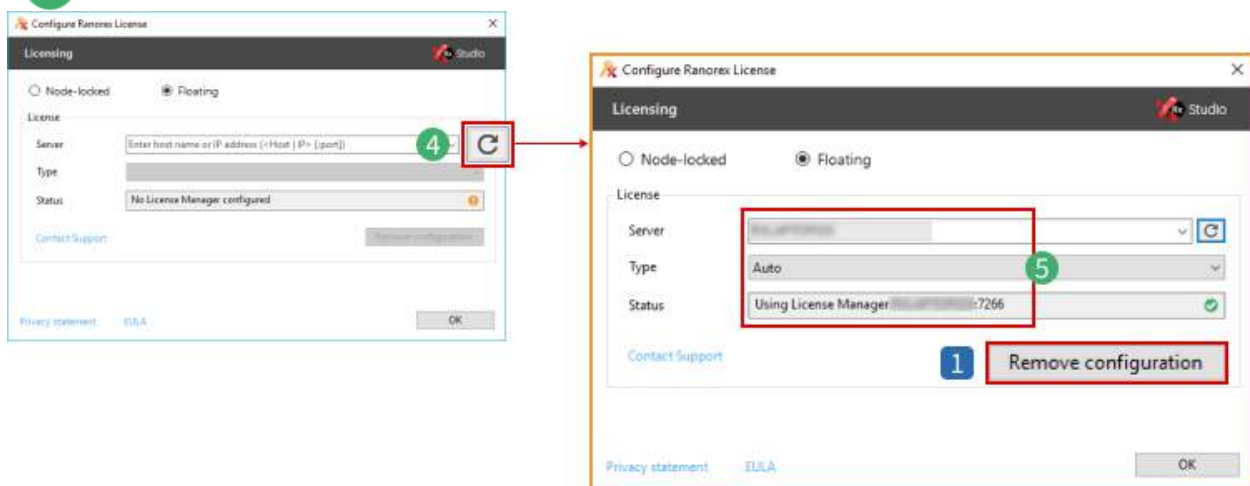 Configure Ranorex License
Licensing
Studio
Node-locked Floating
License
Server Enter host name or IP address (<Host | IP> [:port]) 4
Type
Status No License Manager configured
Contact Support Remove configuration
Privacy statement EULA OK
Configure Ranorex License
Licensing
Studio
Node-locked Floating
License
Server
Type Auto 5
Status Using License Manager :7266
Contact Support 1 Remove configuration
Privacy statement EULA OK